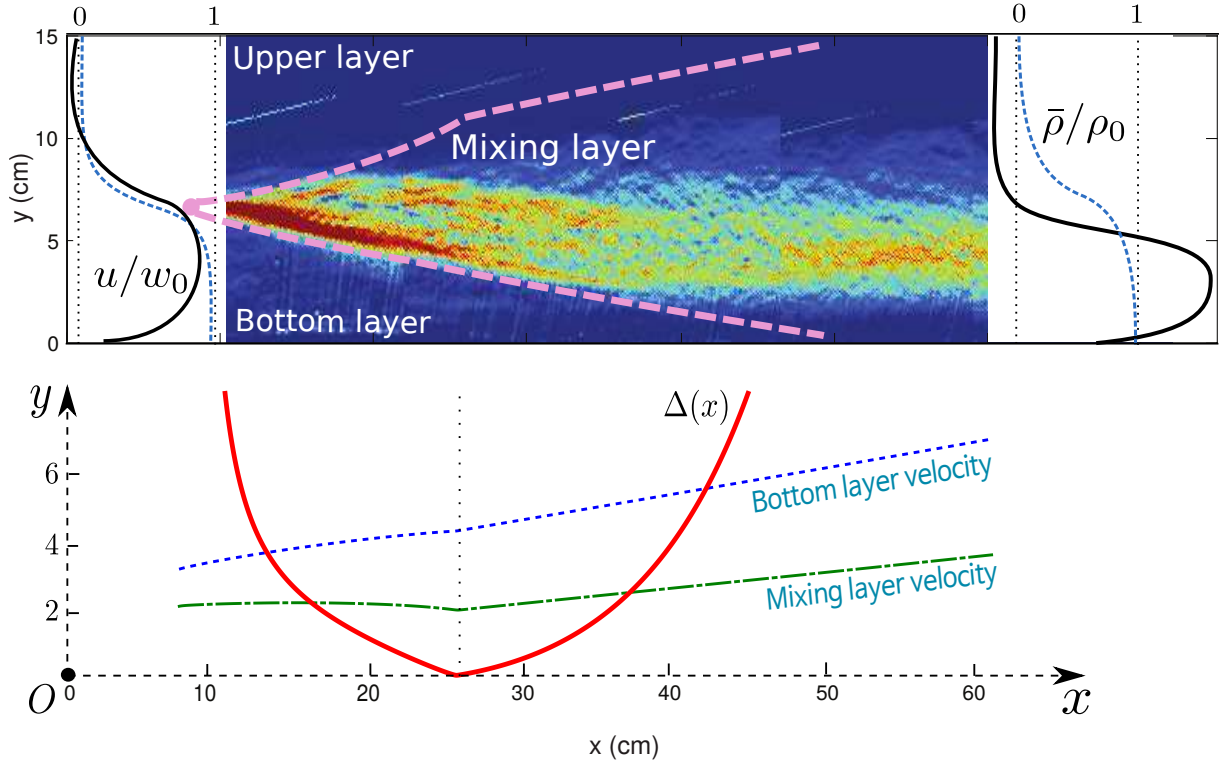 0 1 0 1
15
10
5
0
y (cm)
Upper layer
Mixing layer
Bottom layer
u/w₀
ρ̄/ρ₀
y
6
4
2
Δ(x)
Bottom layer velocity
Mixing layer velocity
O 0 10 20 30 40 50 60 x
x (cm)